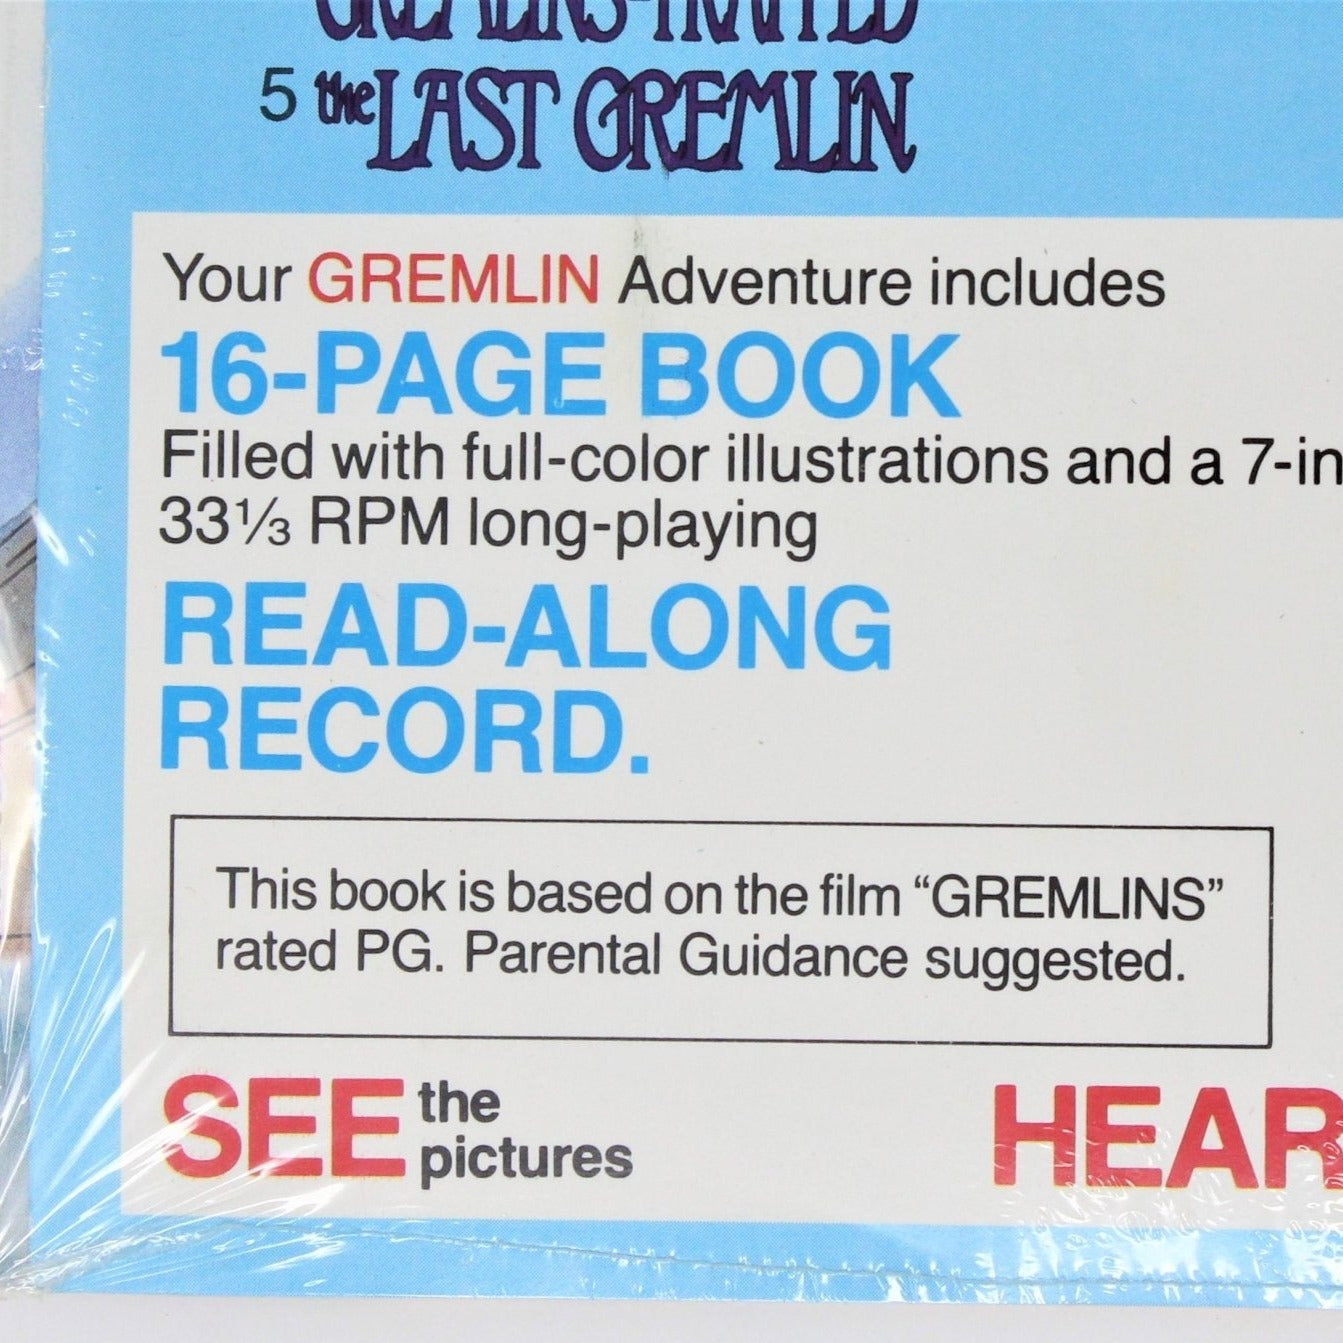 GREMLINS-TRAPPED
5 the LAST GREMLIN
Your GREMLIN Adventure includes
16-PAGE BOOK
Filled with full-color illustrations and a 7-in
33⅓ RPM long-playing
READ-ALONG
RECORD.
This book is based on the film “GREMLINS”
rated PG. Parental Guidance suggested.
SEE the pictures
HEAR